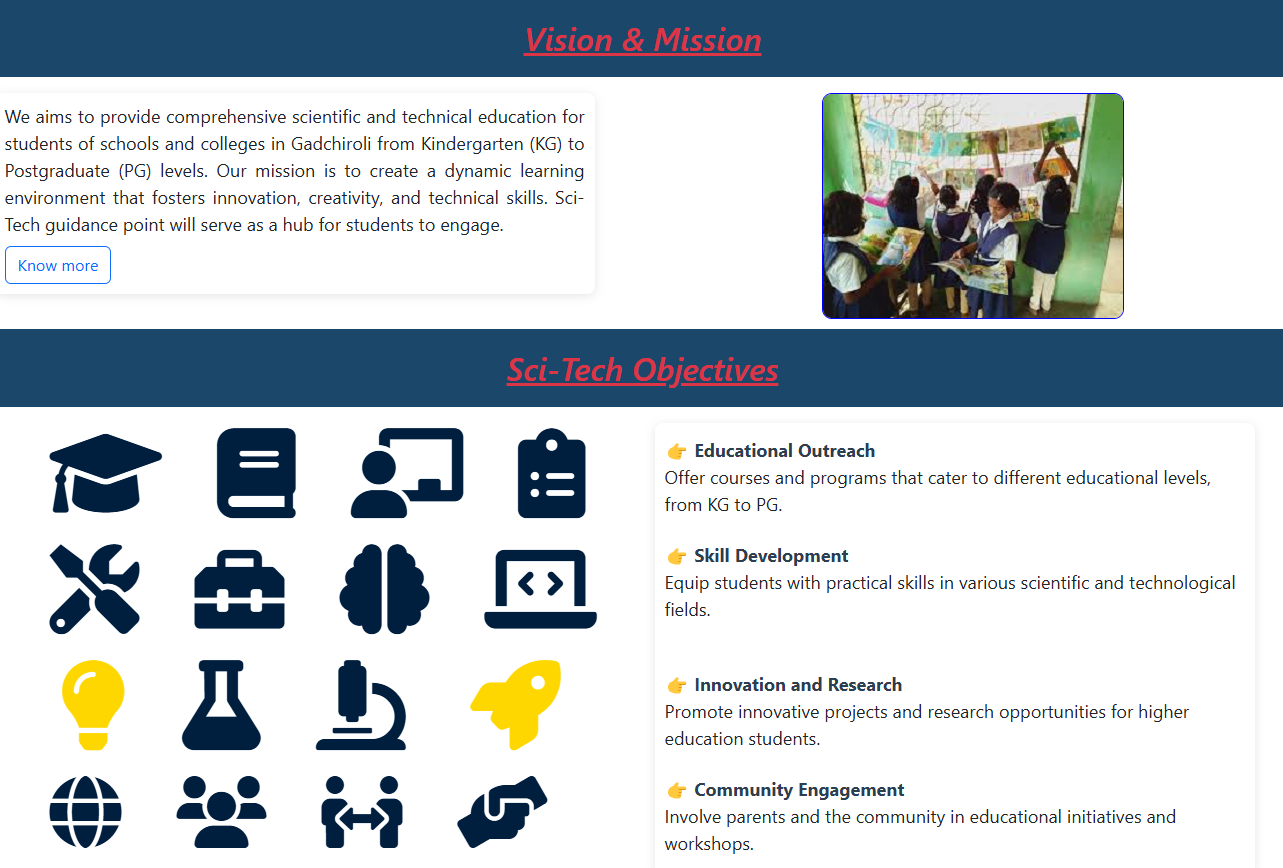 Vision & Mission
We aims to provide comprehensive scientific and technical education for
students of schools and colleges in Gadchiroli from Kindergarten (KG) to
Postgraduate (PG) levels. Our mission is to create a dynamic learning
environment that fosters innovation, creativity, and technical skills. Sci-
Tech guidance point will serve as a hub for students to engage.
Know more
Sci-Tech Objectives
👉 Educational Outreach
Offer courses and programs that cater to different educational levels,
from KG to PG.
👉 Skill Development
Equip students with practical skills in various scientific and technological
fields.
👉 Innovation and Research
Promote innovative projects and research opportunities for higher
education students.
👉 Community Engagement
Involve parents and the community in educational initiatives and
workshops.